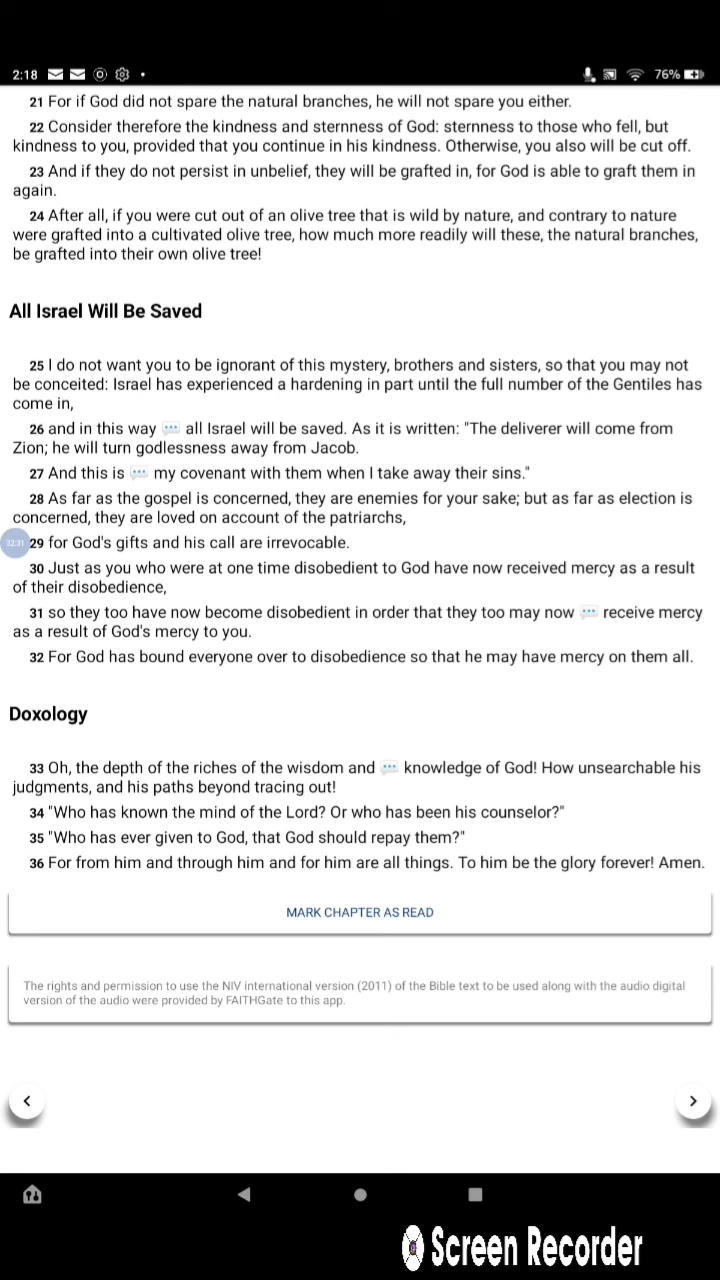 2:18
76%
21 For if God did not spare the natural branches, he will not spare you either.
22 Consider therefore the kindness and sternness of God: sternness to those who fell, but
kindness to you, provided that you continue in his kindness. Otherwise, you also will be cut off.
23 And if they do not persist in unbelief, they will be grafted in, for God is able to graft them in
again.
24 After all, if you were cut out of an olive tree that is wild by nature, and contrary to nature
were grafted into a cultivated olive tree, how much more readily will these, the natural branches,
be grafted into their own olive tree!
All Israel Will Be Saved
25 I do not want you to be ignorant of this mystery, brothers and sisters, so that you may not
be conceited: Israel has experienced a hardening in part until the full number of the Gentiles has
come in,
26 and in this way all Israel will be saved. As it is written: "The deliverer will come from
Zion; he will turn godlessness away from Jacob.
27 And this is my covenant with them when I take away their sins."
28 As far as the gospel is concerned, they are enemies for your sake; but as far as election is
concerned, they are loved on account of the patriarchs,
32:31 29 for God's gifts and his call are irrevocable.
30 Just as you who were at one time disobedient to God have now received mercy as a result
of their disobedience,
31 so they too have now become disobedient in order that they too may now receive mercy
as a result of God's mercy to you.
32 For God has bound everyone over to disobedience so that he may have mercy on them all.
Doxology
33 Oh, the depth of the riches of the wisdom and knowledge of God! How unsearchable his
judgments, and his paths beyond tracing out!
34 "Who has known the mind of the Lord? Or who has been his counselor?"
35 "Who has ever given to God, that God should repay them?"
36 For from him and through him and for him are all things. To him be the glory forever! Amen.
MARK CHAPTER AS READ
The rights and permission to use the NIV international version (2011) of the Bible text to be used along with the audio digital
version of the audio were provided by FAITHGate to this app.
Screen Recorder